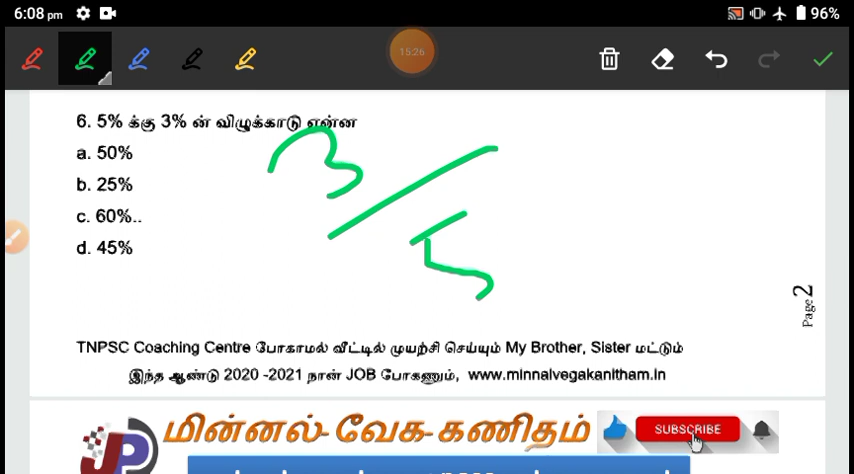 6:08 pm
96%
15:26
6. 5% க்கு 3% ன் விழுக்காடு என்ன
a. 50%
b. 25%
c. 60%..
d. 45%
3/5
Page 2
TNPSC Coaching Centre போகாமல் வீட்டில் முயற்சி செய்யும் My Brother, Sister மட்டும்
இந்த ஆண்டு 2020 -2021 நான் JOB போகணும், www.minnalvegakanitham.in
JP
மின்னல்-வேக-கணிதம்
SUBSCRIBE